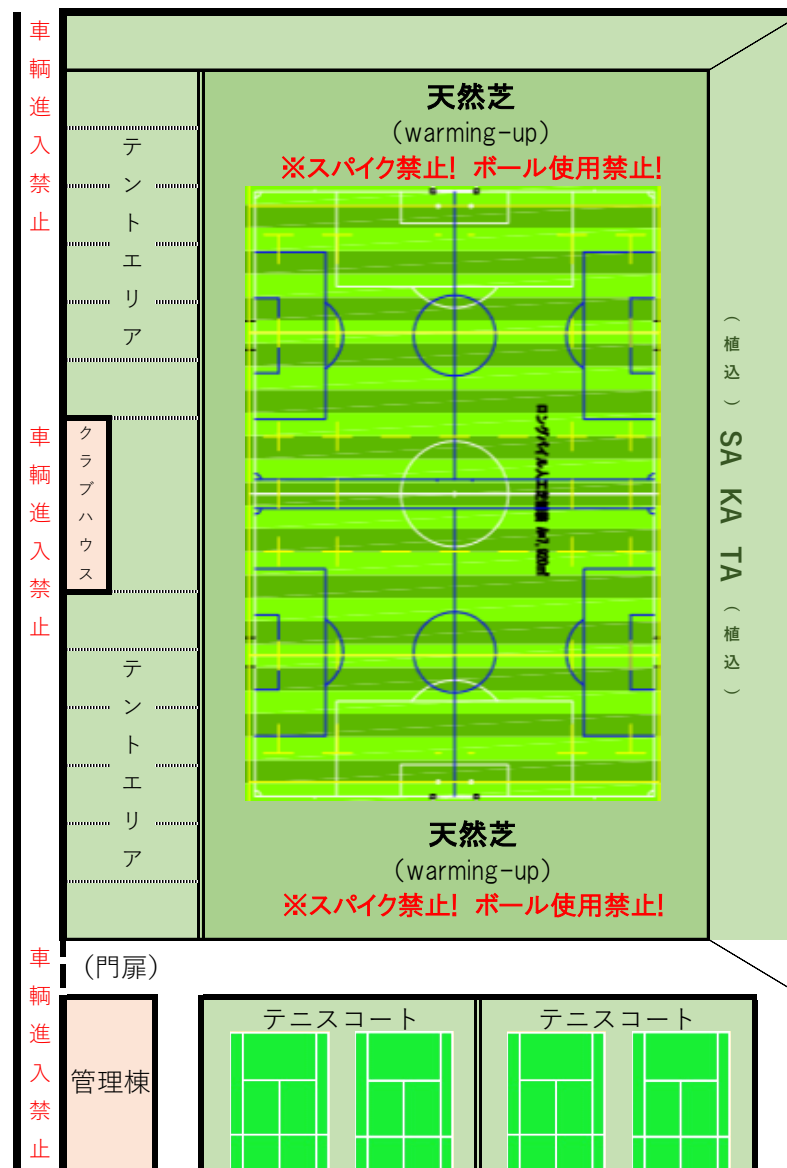 車輌進入禁止
天然芝
(warming-up)
※スパイク禁止! ボール使用禁止!
テントエリア
(植込) SA KA TA (植込)
車輌進入禁止
クラブハウス
テントエリア
天然芝
(warming-up)
※スパイク禁止! ボール使用禁止!
車輌進入禁止
(門扉)
管理棟
テニスコート
テニスコート